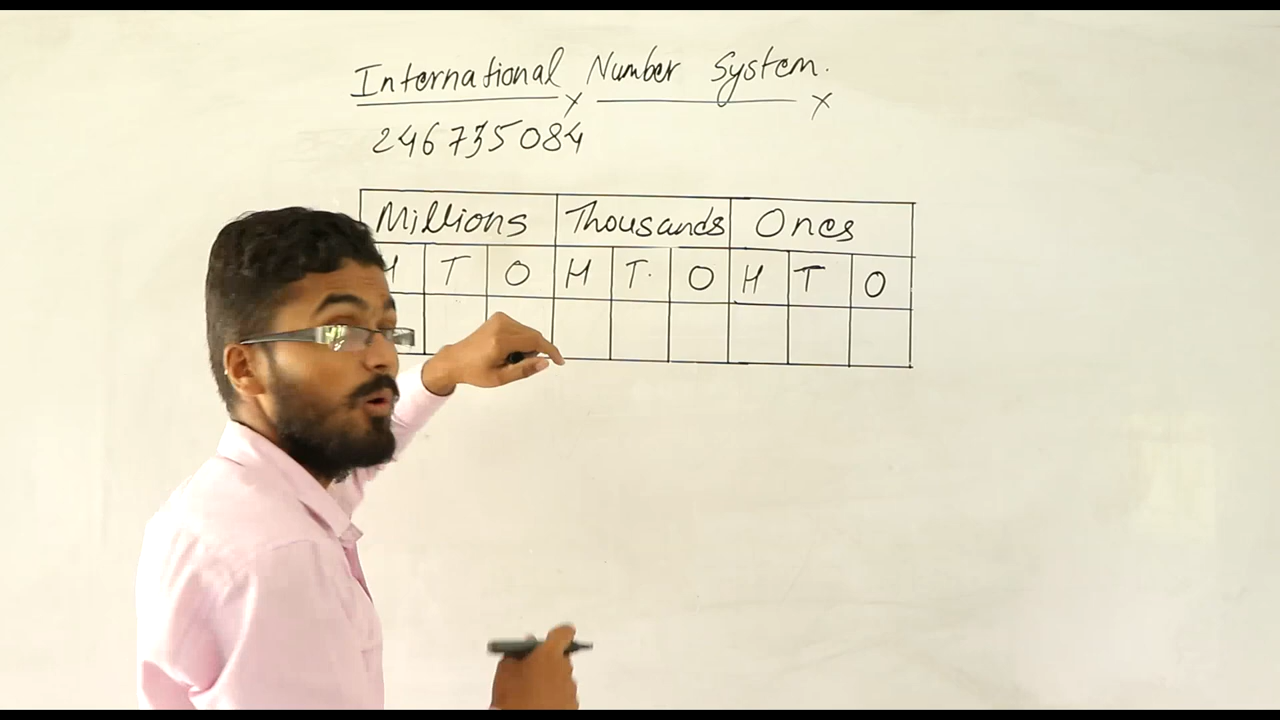 International Number System.
246735084
Millions Thousands Ones
H T O H T. O H T O